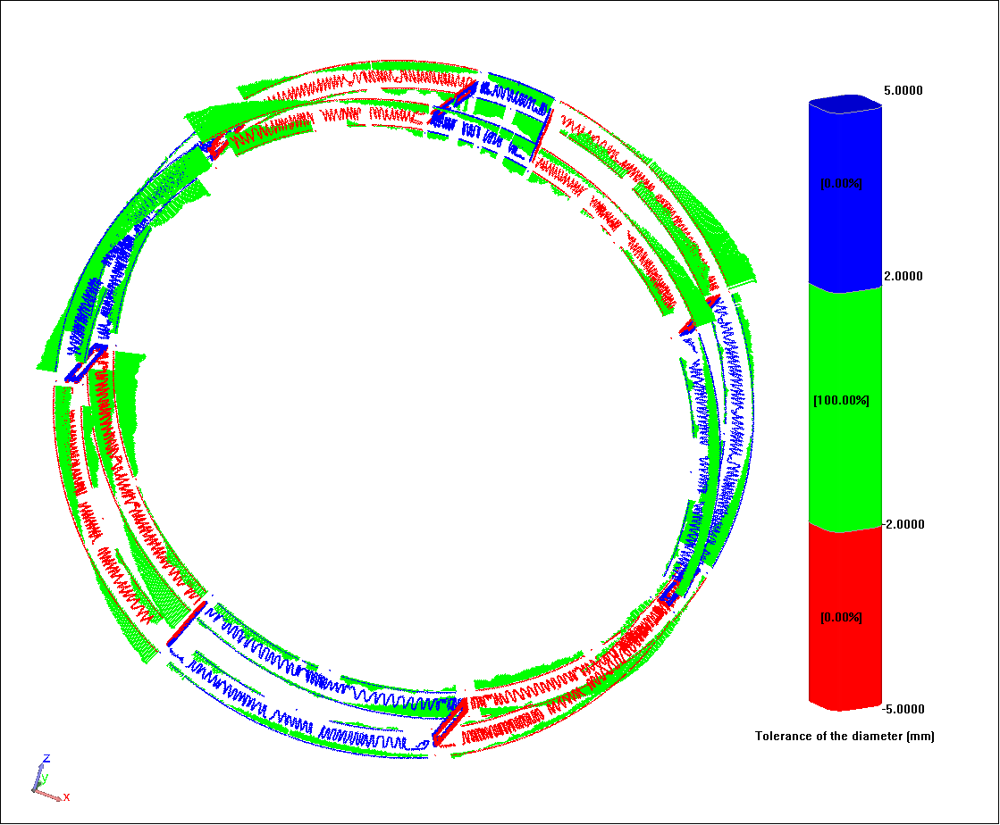 5.0000
[0.00%]
2.0000
[100.00%]
-2.0000
[0.00%]
-5.0000
Tolerance of the diameter [mm]
z
y
x